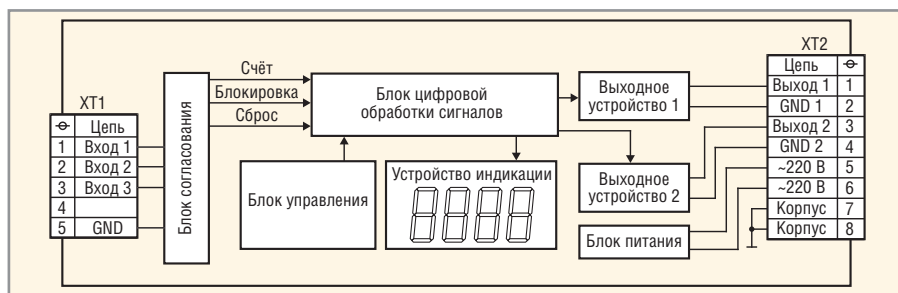 XT1
⌽ Цепь
1 Вход 1
2 Вход 2
3 Вход 3
4
5 GND
Блок согласования
Счёт
Блокировка
Сброс
Блок цифровой
обработки сигналов
Блок управления
Устройство индикации
8888
Выходное
устройство 1
Выходное
устройство 2
Блок питания
XT2
Цепь ⌽
Выход 1 1
GND 1 2
Выход 2 3
GND 2 4
~220 В 5
~220 В 6
Корпус 7
Корпус 8